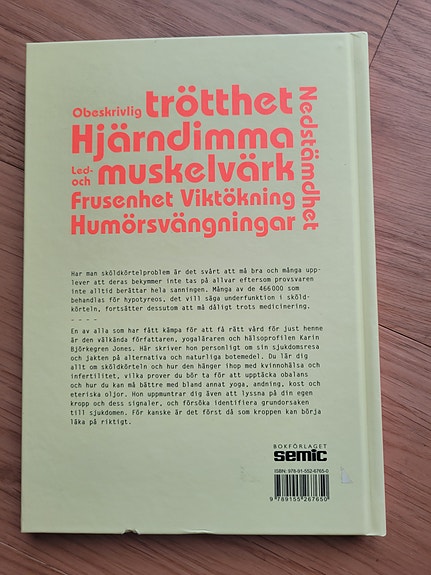 Obeskrivlig trötthet
Hjärndimma
Led-
och muskelvärk
Frusenhet Viktökning
Humörsvängningar
Nedstämdhet
Har man sköldkörtelproblem är det svårt att må bra och många upp-
lever att deras bekymmer inte tas på allvar eftersom provsvaren
inte alltid berättar hela sanningen. Många av de 466000 som
behandlas för hypotyreos, det vill säga underfunktion i sköld-
körteln, fortsätter dessutom att må dåligt trots medicinering.
- - - -
En av alla som har fått kämpa för att få rätt vård för just henne
är den välkända författaren, yogaläraren och hälsoprofilen Karin
Björkegren Jones. Här skriver hon personligt om sin sjukdomsresa
och jakten på alternativa och naturliga botemedel. Du lär dig
allt om sköldkörteln och hur den hänger ihop med kvinnohälsa och
infertilitet, vilka prover du bör ta för att upptäcka obalans
och hur du kan må bättre med bland annat yoga, andning, kost och
eteriska oljor. Hon uppmuntrar dig även att lyssna på din egen
kropp och dess signaler, och försöka identifiera grundorsaken
till sjukdomen. För kanske är det först då som kroppen kan börja
läka på riktigt.
BOKFÖRLAGET
semic
ISBN: 978-91-552-6765-0
9 789155 267650